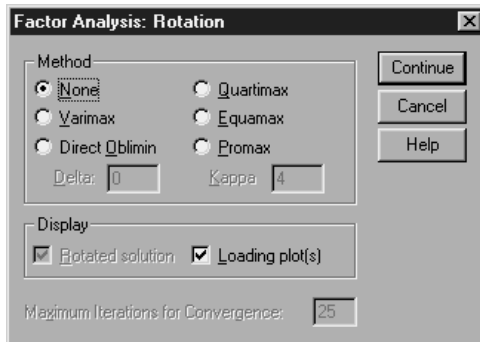 Factor Analysis: Rotation
Method
None
Quartimax
Varimax
Equamax
Direct Oblimin
Promax
Delta: 0
Kappa 4
Display
Rotated solution
Loading plot(s)
Maximum Iterations for Convergence: 25
Continue
Cancel
Help